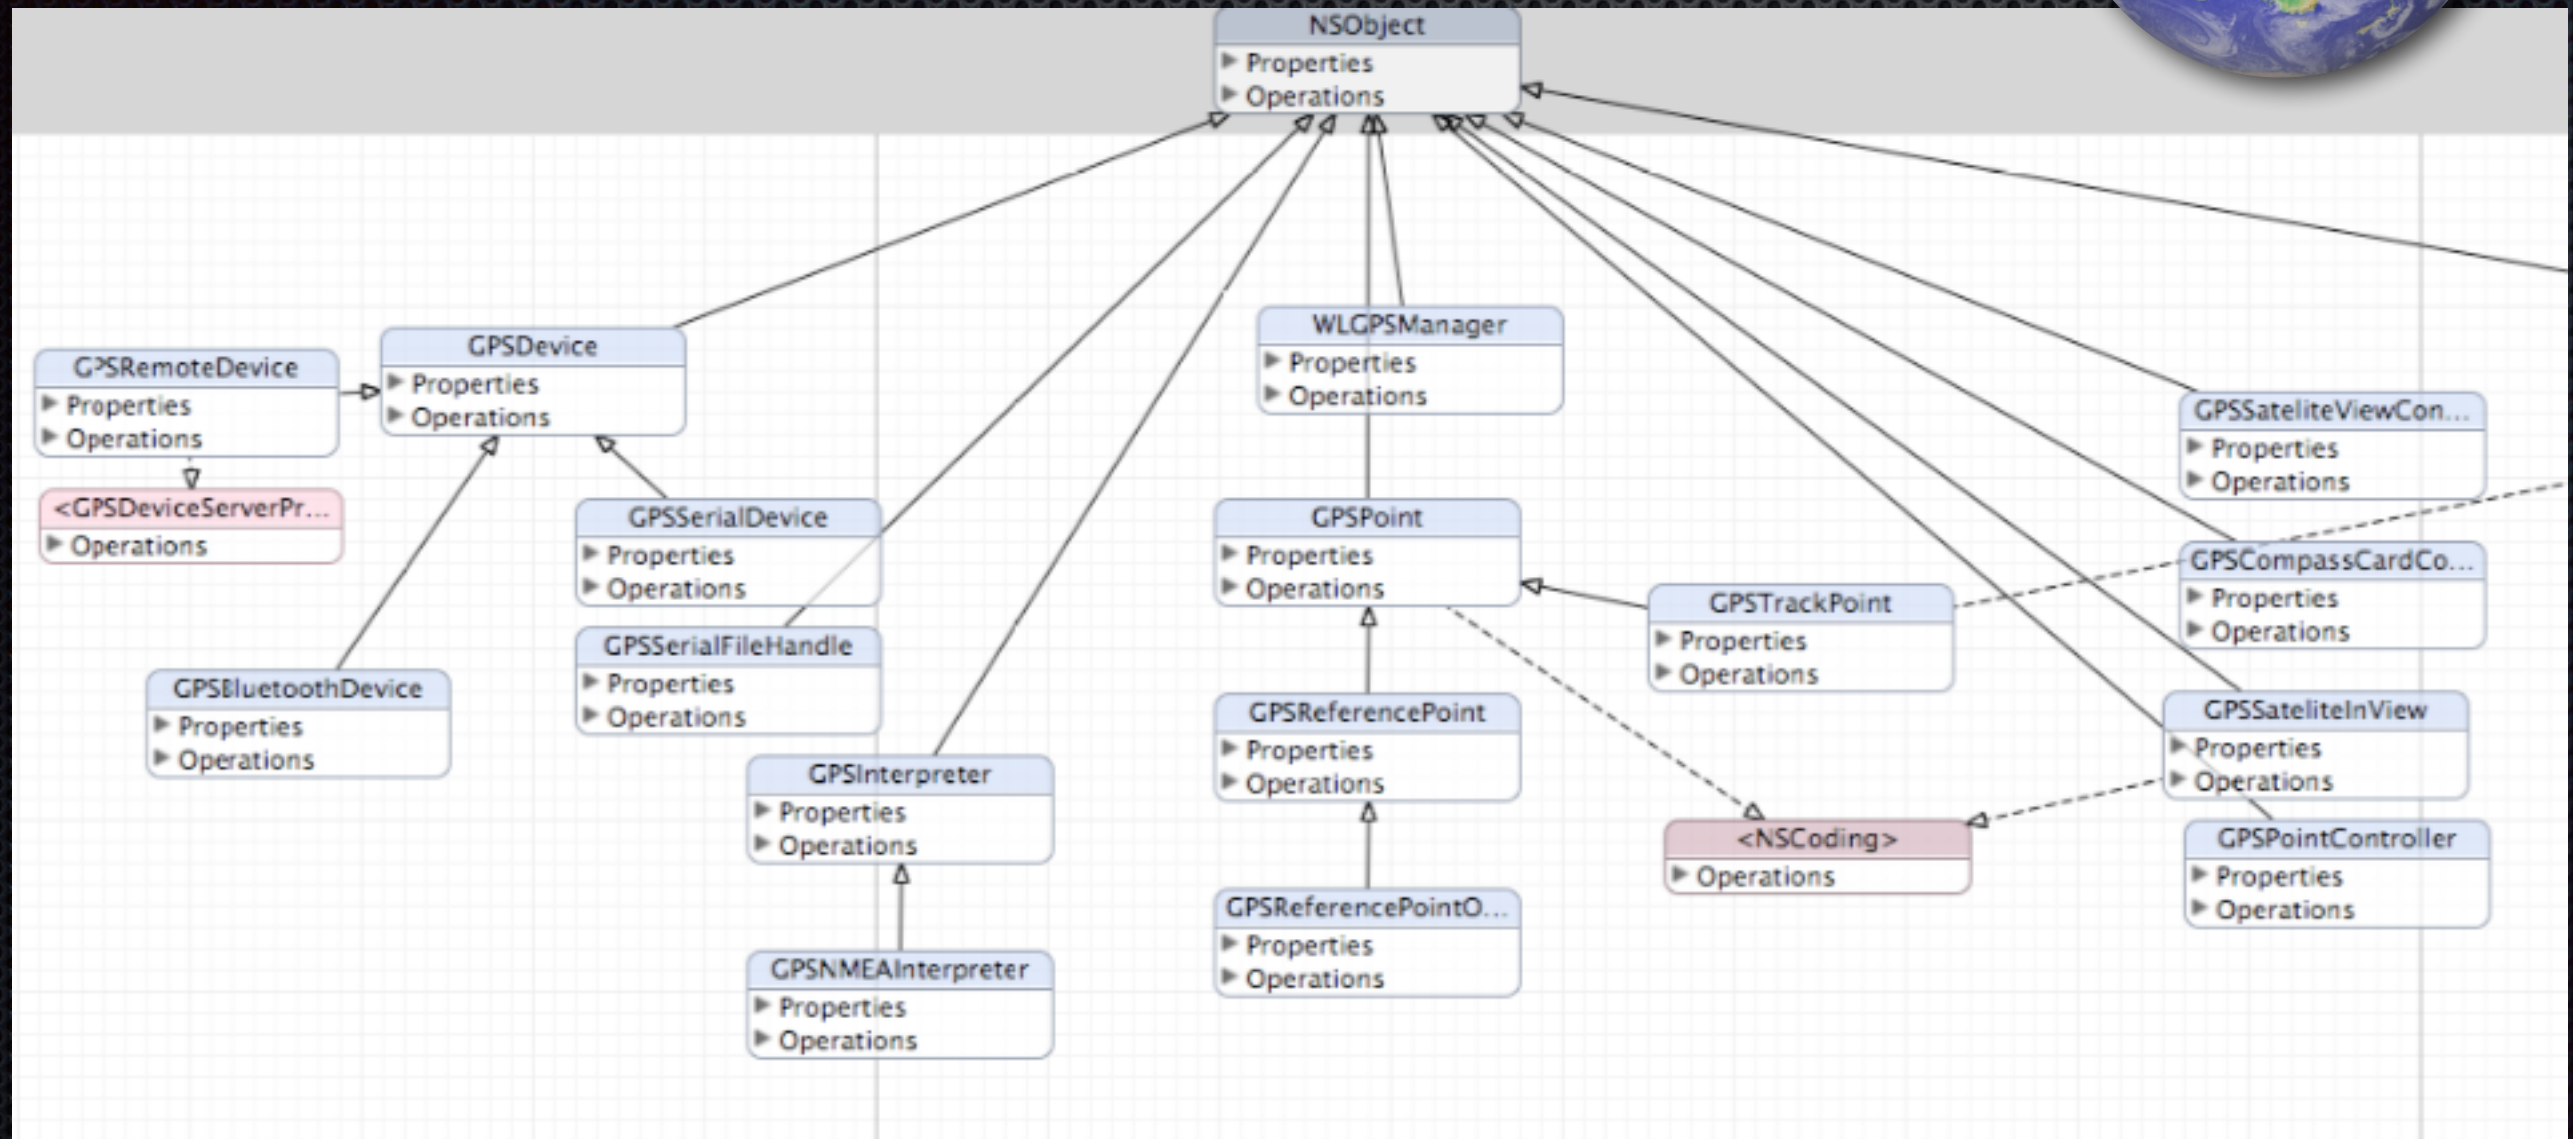 NSObject
Properties
Operations
GPSDevice
Properties
Operations
GPSRemoteDevice
Properties
Operations
<GPSDeviceServerPr...
Operations
GPSSerialDevice
Properties
Operations
GPSSerialFileHandle
Properties
Operations
GPSBluetoothDevice
Properties
Operations
GPSInterpreter
Properties
Operations
GPSNMEAInterpreter
Properties
Operations
WLGPSManager
Properties
Operations
GPSPoint
Properties
Operations
GPSReferencePoint
Properties
Operations
GPSReferencePointO...
Properties
Operations
GPSTrackPoint
Properties
Operations
<NSCoding>
Operations
GPSSateliteViewCon...
Properties
Operations
GPSCompassCardCo...
Properties
Operations
GPSSateliteInView
Properties
Operations
GPSPointController
Properties
Operations